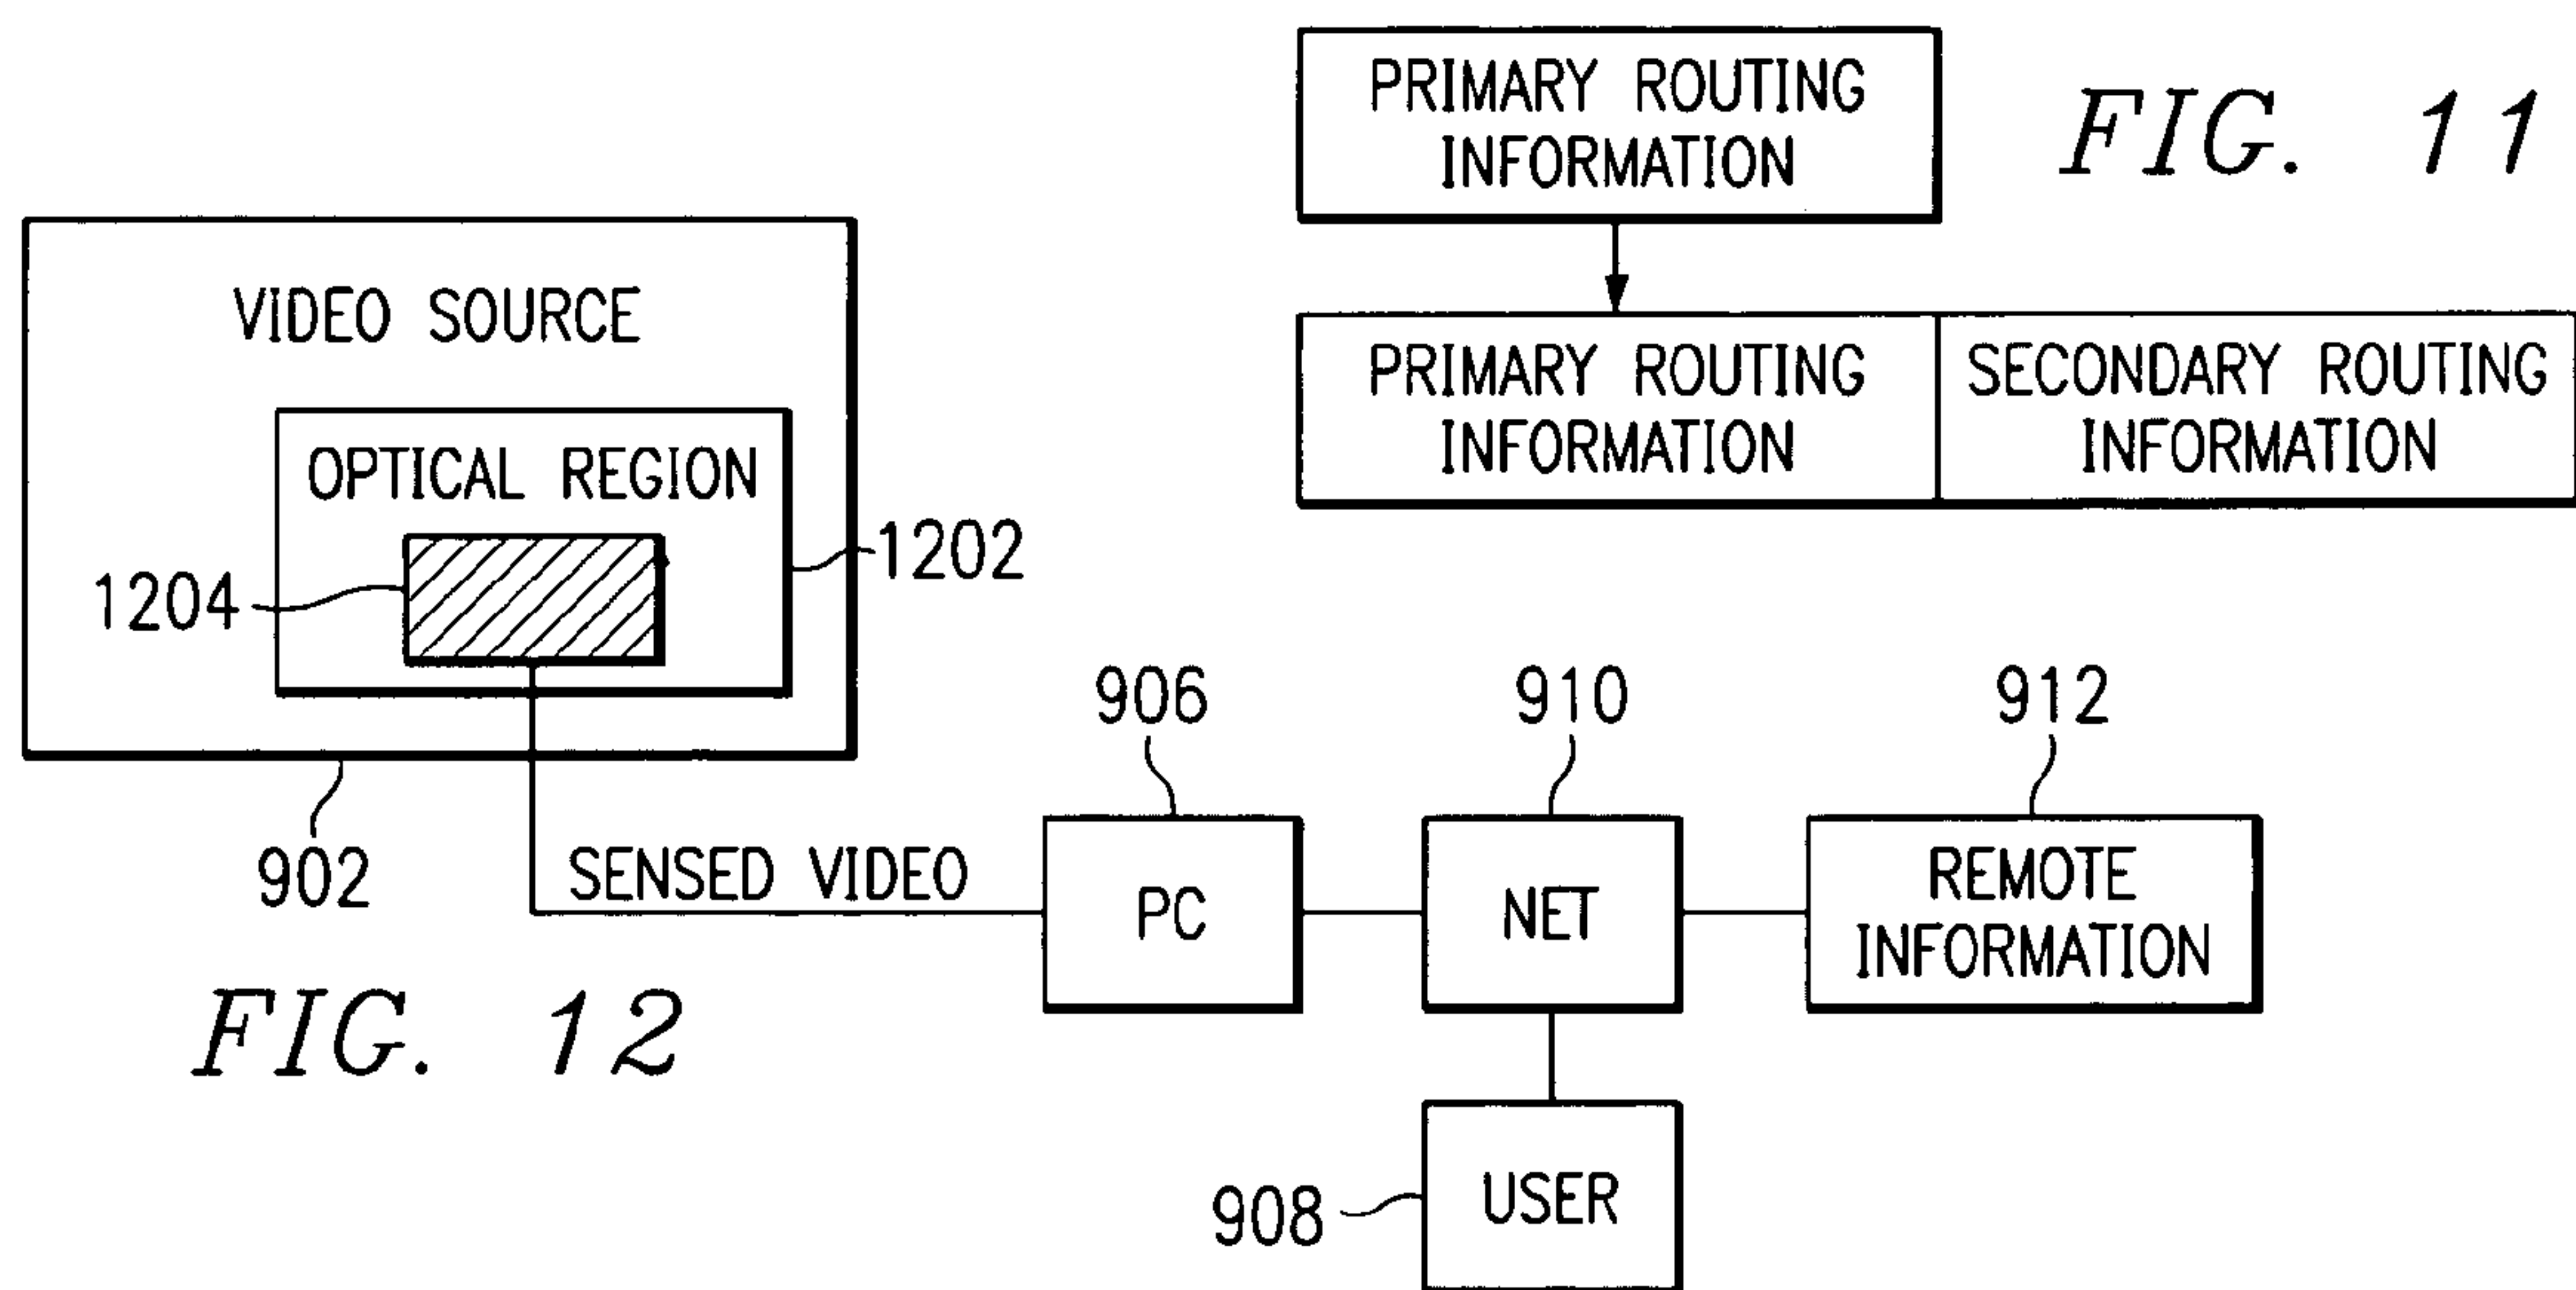 PRIMARY ROUTING
INFORMATION
FIG. 11
PRIMARY ROUTING
INFORMATION
SECONDARY ROUTING
INFORMATION
VIDEO SOURCE
OPTICAL REGION
1202
1204
902
SENSED VIDEO
906
PC
910
NET
912
REMOTE
INFORMATION
908
USER
FIG. 12